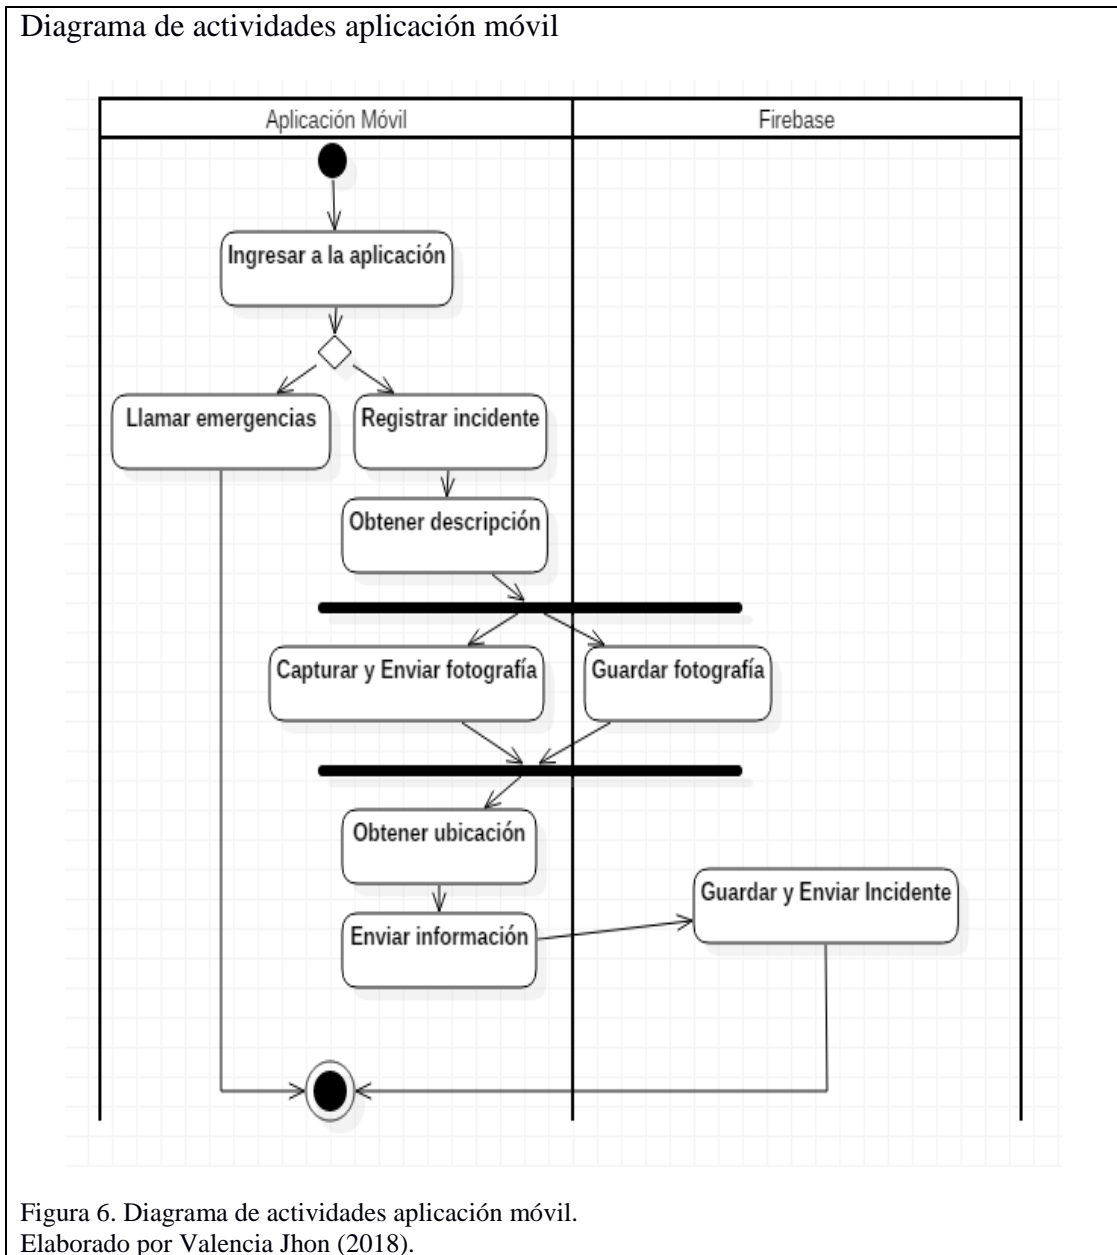 Diagrama de actividades aplicación móvil
Aplicación Móvil
Firebase
Ingresar a la aplicación
Llamar emergencias
Registrar incidente
Obtener descripción
Capturar y Enviar fotografía
Guardar fotografía
Obtener ubicación
Guardar y Enviar Incidente
Enviar información
Figura 6. Diagrama de actividades aplicación móvil.
Elaborado por Valencia Jhon (2018).